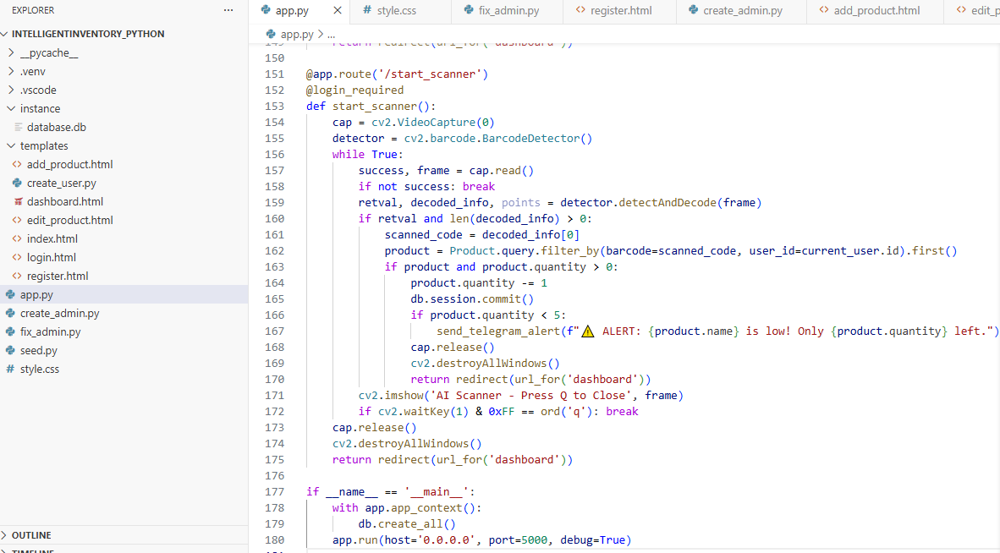 EXPLORER
...
INTELLIGENTINVENTORY_PYTHON
__pycache__
.venv
.vscode
instance
database.db
templates
add_product.html
create_user.py
dashboard.html
edit_product.html
index.html
login.html
register.html
app.py
create_admin.py
fix_admin.py
seed.py
# style.css
OUTLINE
TIMELINE
app.py
# style.css
fix_admin.py
register.html
create_admin.py
add_product.html
edit_p
app.py > ...
149 return redirect(url_for('dashboard'))
150
151 @app.route('/start_scanner')
152 @login_required
153 def start_scanner():
154 cap = cv2.VideoCapture(0)
155 detector = cv2.barcode.BarcodeDetector()
156 while True:
157 success, frame = cap.read()
158 if not success: break
159 retval, decoded_info, points = detector.detectAndDecode(frame)
160 if retval and len(decoded_info) > 0:
161 scanned_code = decoded_info[0]
162 product = Product.query.filter_by(barcode=scanned_code, user_id=current_user.id).first()
163 if product and product.quantity > 0:
164 product.quantity -= 1
165 db.session.commit()
166 if product.quantity < 5:
167 send_telegram_alert(f"⚠️ ALERT: {product.name} is low! Only {product.quantity} left.")
168 cap.release()
169 cv2.destroyAllWindows()
170 return redirect(url_for('dashboard'))
171 cv2.imshow('AI Scanner - Press Q to Close', frame)
172 if cv2.waitKey(1) & 0xFF == ord('q'): break
173 cap.release()
174 cv2.destroyAllWindows()
175 return redirect(url_for('dashboard'))
176
177 if __name__ == '__main__':
178 with app.app_context():
179 db.create_all()
180 app.run(host='0.0.0.0', port=5000, debug=True)